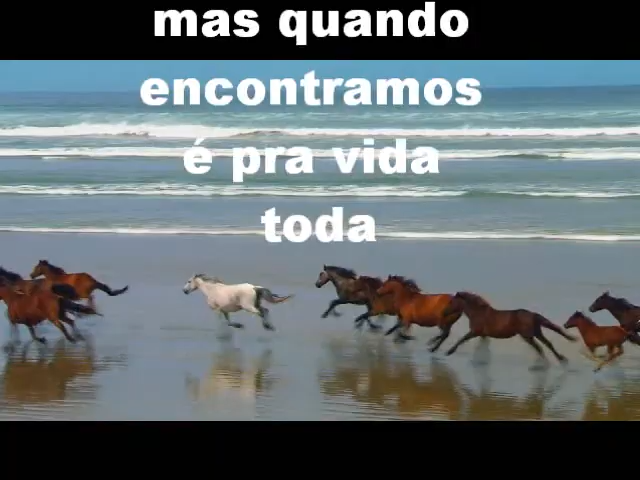 mas quando
encontramos
é pra vida
toda